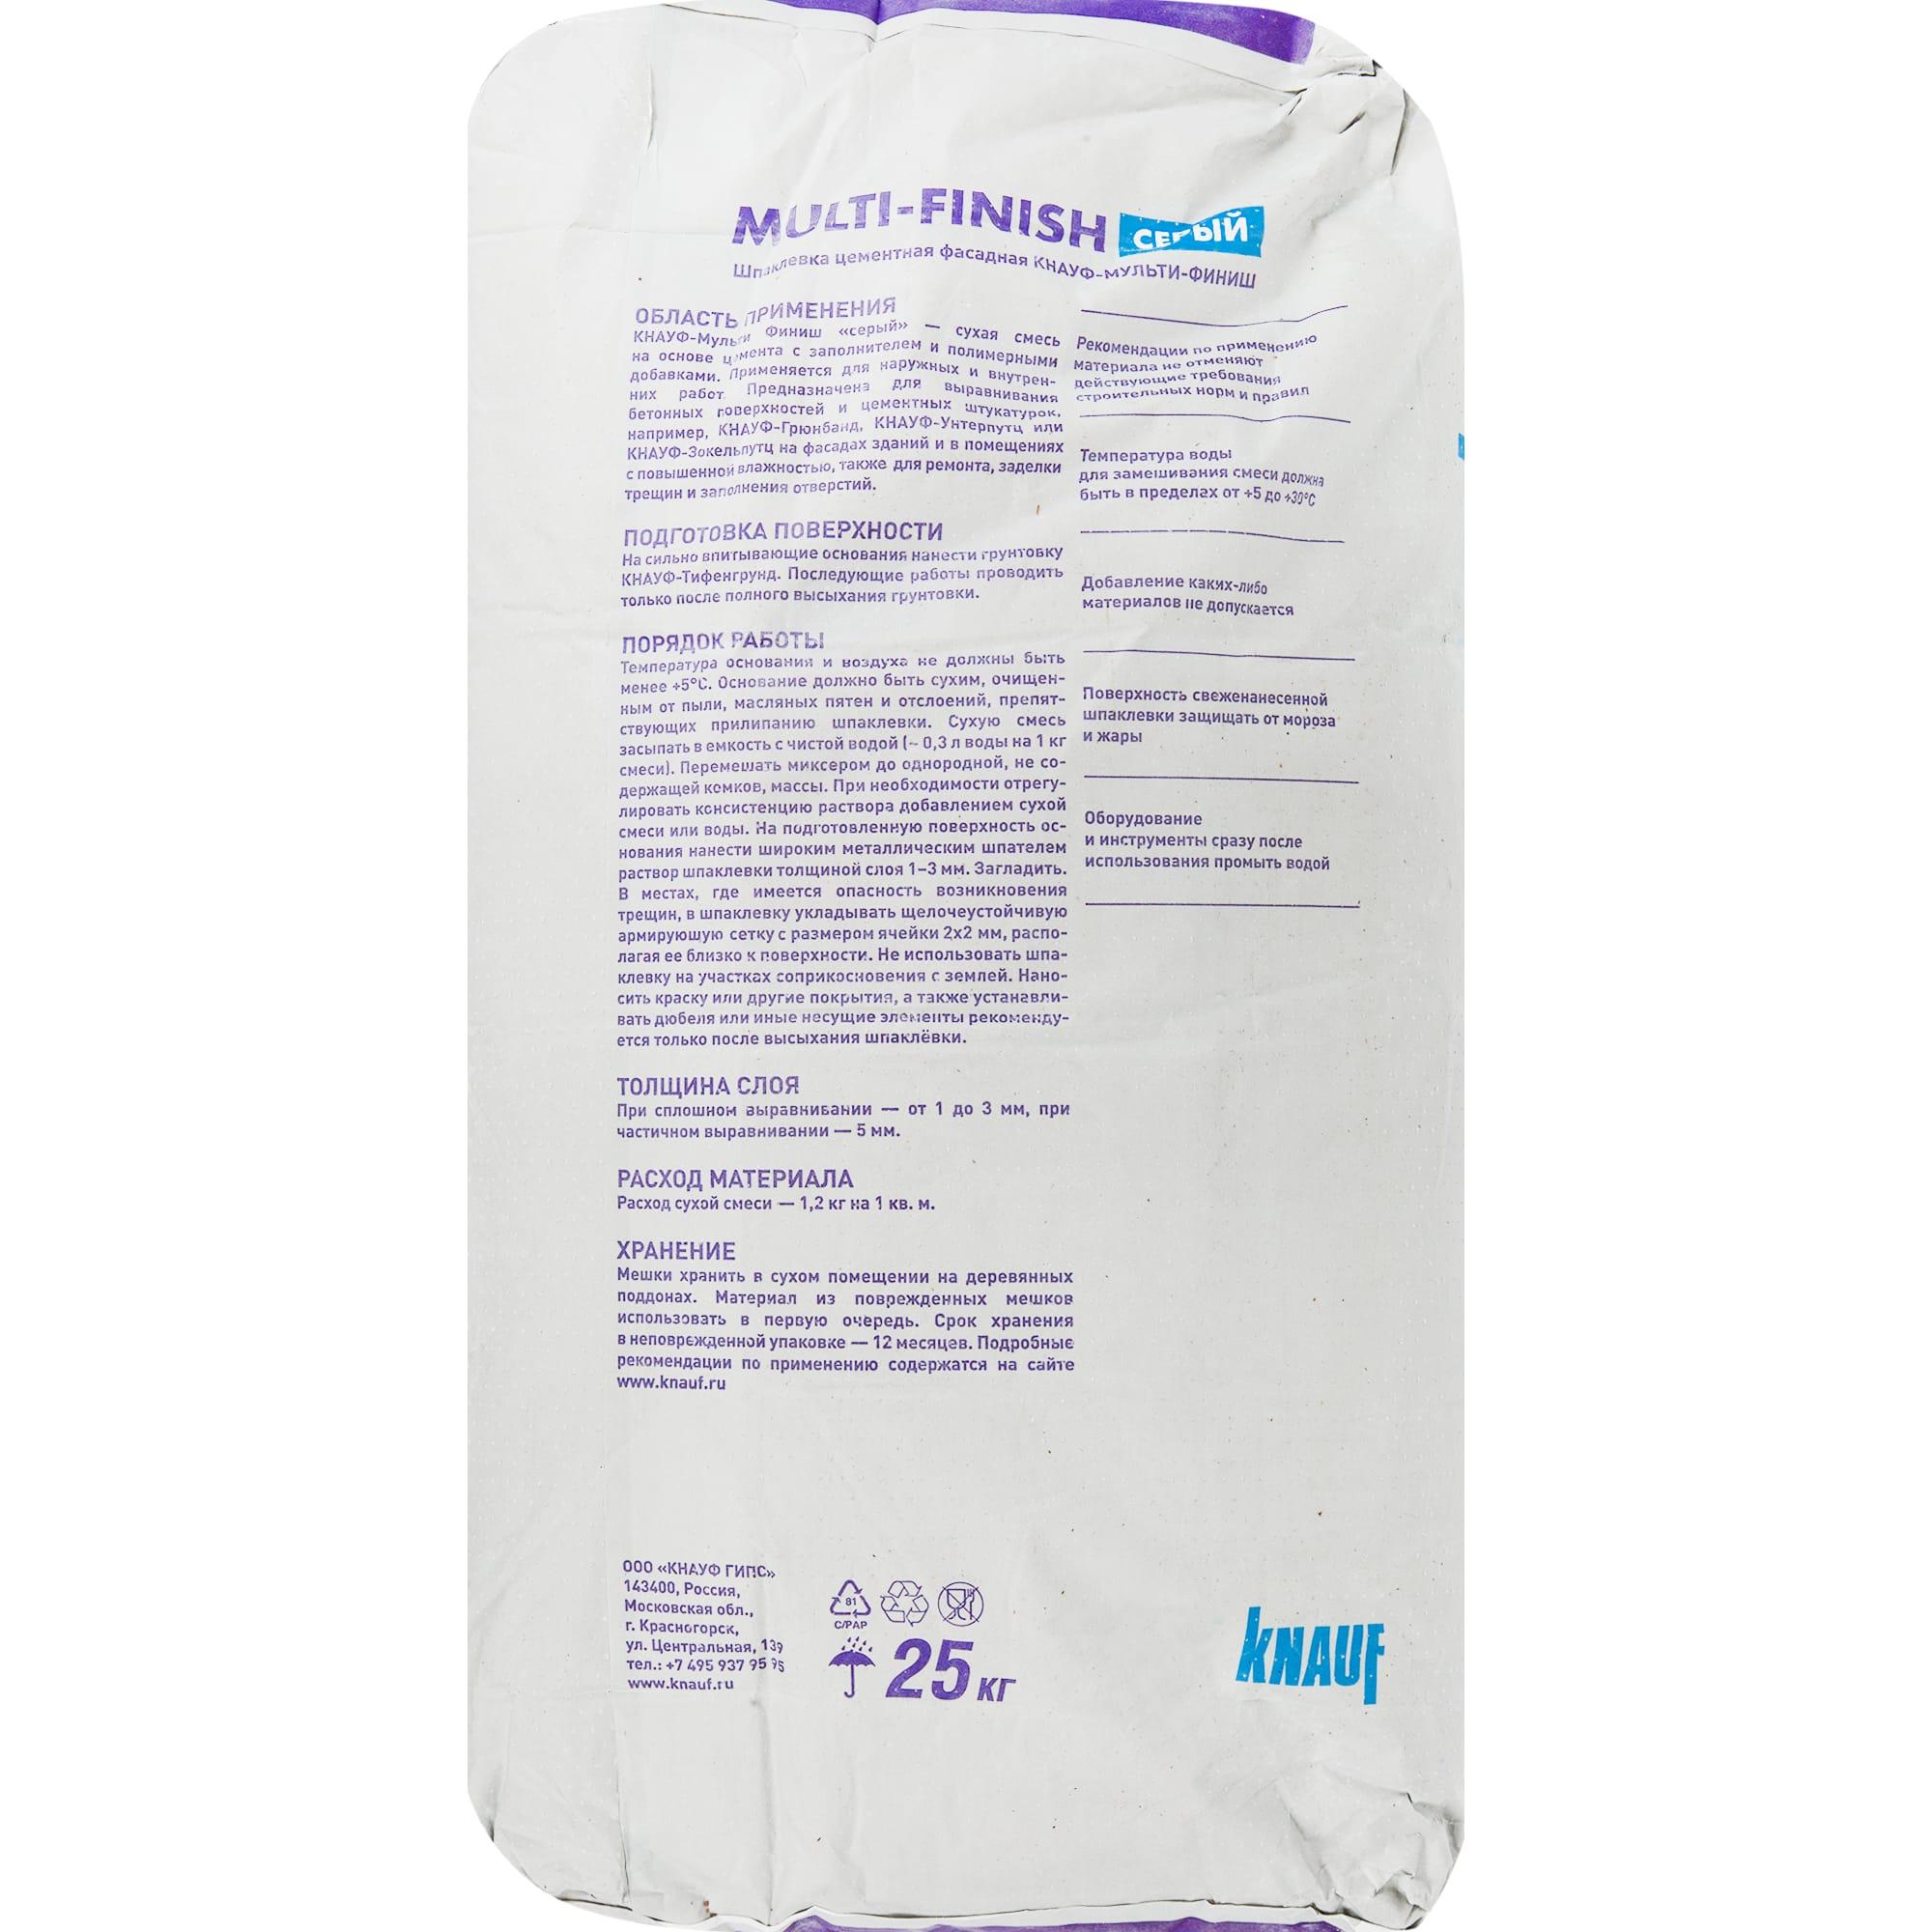 MULTI-FINISH СЕРЫЙ
Шпаклевка цементная фасадная КНАУФ-МУЛЬТИ-ФИНИШ
ОБЛАСТЬ ПРИМЕНЕНИЯ
КНАУФ-Мульти Финиш «серый» — сухая смесь
на основе цемента с заполнителем и полимерными
добавками. Применяется для наружных и внутрен-
них работ. Предназначена для выравнивания
бетонных поверхностей и цементных штукатурок,
например, КНАУФ-Грюнбанд, КНАУФ-Унтерпутц или
КНАУФ-Зокельпутц на фасадах зданий и в помещениях
с повышенной влажностью, также для ремонта, заделки
трещин и заполнения отверстий.
ПОДГОТОВКА ПОВЕРХНОСТИ
На сильно впитывающие основания нанести грунтовку
КНАУФ-Тифенгрунд. Последующие работы проводить
только после полного высыхания грунтовки.
ПОРЯДОК РАБОТЫ
Температура основания и воздуха не должны быть
менее +5°С. Основание должно быть сухим, очищен-
ным от пыли, масляных пятен и отслоений, препят-
ствующих прилипанию шпаклевки. Сухую смесь
засыпать в емкость с чистой водой (~ 0,3 л воды на 1 кг
смеси). Перемешать миксером до однородной, не со-
держащей комков, массы. При необходимости отрегу-
лировать консистенцию раствора добавлением сухой
смеси или воды. На подготовленную поверхность ос-
нования нанести широким металлическим шпателем
раствор шпаклевки толщиной слоя 1–3 мм. Загладить.
В местах, где имеется опасность возникновения
трещин, в шпаклевку укладывать щелочеустойчивую
армирующую сетку с размером ячейки 2х2 мм, распо-
лагая ее близко к поверхности. Не использовать шпа-
клевку на участках соприкосновения с землей. Нано-
сить краску или другие покрытия, а также устанавли-
вать дюбеля или иные несущие элементы рекоменду-
ется только после высыхания шпаклёвки.
ТОЛЩИНА СЛОЯ
При сплошном выравнивании — от 1 до 3 мм, при
частичном выравнивании — 5 мм.
РАСХОД МАТЕРИАЛА
Расход сухой смеси — 1,2 кг на 1 кв. м.
ХРАНЕНИЕ
Мешки хранить в сухом помещении на деревянных
поддонах. Материал из поврежденных мешков
использовать в первую очередь. Срок хранения
в неповрежденной упаковке — 12 месяцев. Подробные
рекомендации по применению содержатся на сайте
www.knauf.ru
Рекомендации по применению
материала не отменяют
действующие требования
строительных норм и правил
Температура воды
для замешивания смеси должна
быть в пределах от +5 до +30°С
Добавление каких-либо
материалов не допускается
Поверхность свеженанесенной
шпаклевки защищать от мороза
и жары
Оборудование
и инструменты сразу после
использования промыть водой
ООО «КНАУФ ГИПС»
143400, Россия,
Московская обл.,
г. Красногорск,
ул. Центральная, 139
тел.: +7 495 937 95 95
www.knauf.ru
81
C/PAP
25 кг
KNAUF